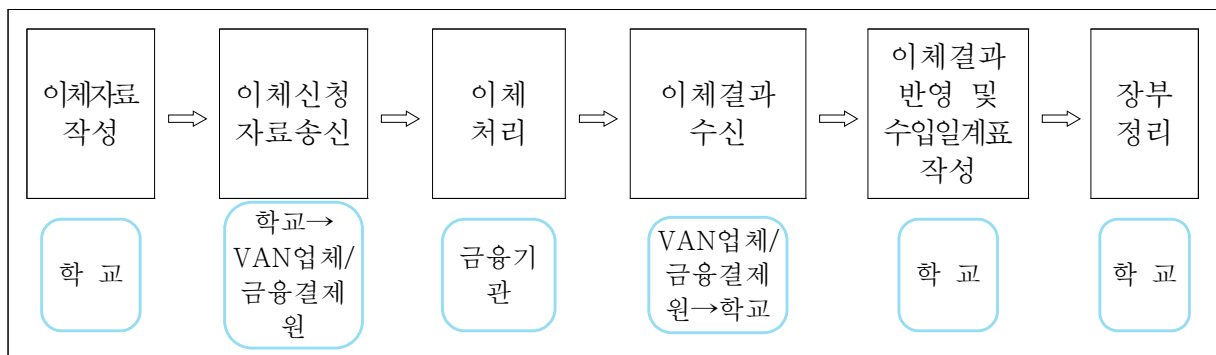 이체자료
작성
⇨
이체신청
자료송신
⇨
이체
처리
⇨
이체결과
수신
⇨
이체결과
반영 및
수입일계표
작성
⇨
장부
정리
학 교
학교→
VAN업체/
금융결제
원
금융기
관
VAN업체/
금융결제
원→학교
학 교
학 교